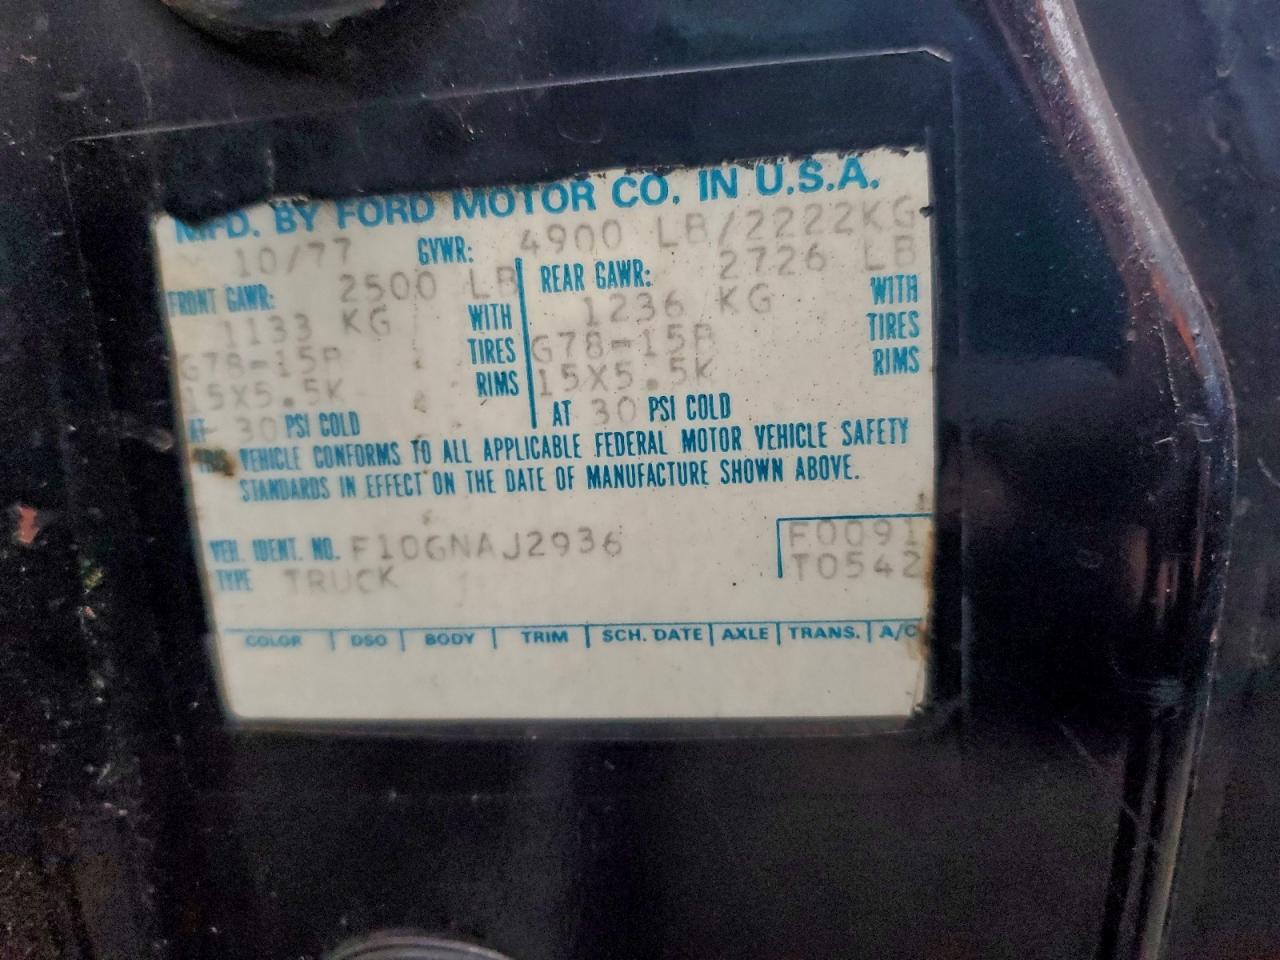 MFD. BY FORD MOTOR CO. IN U.S.A.
10/77 GVWR: 4900 LB/2222KG
FRONT GAWR: 2500 LB REAR GAWR: 2726 LB
1133 KG WITH 1236 KG WITH
G78-15B TIRES G78-15B TIRES
15X5.5K RIMS 15X5.5K RIMS
AT 30 PSI COLD AT 30 PSI COLD
THIS VEHICLE CONFORMS TO ALL APPLICABLE FEDERAL MOTOR VEHICLE SAFETY
STANDARDS IN EFFECT ON THE DATE OF MANUFACTURE SHOWN ABOVE.
VEH. IDENT. NO. F10GNAJ2936 F0091
TYPE TRUCK T0542
COLOR DSO BODY TRIM SCH. DATE AXLE TRANS. A/C